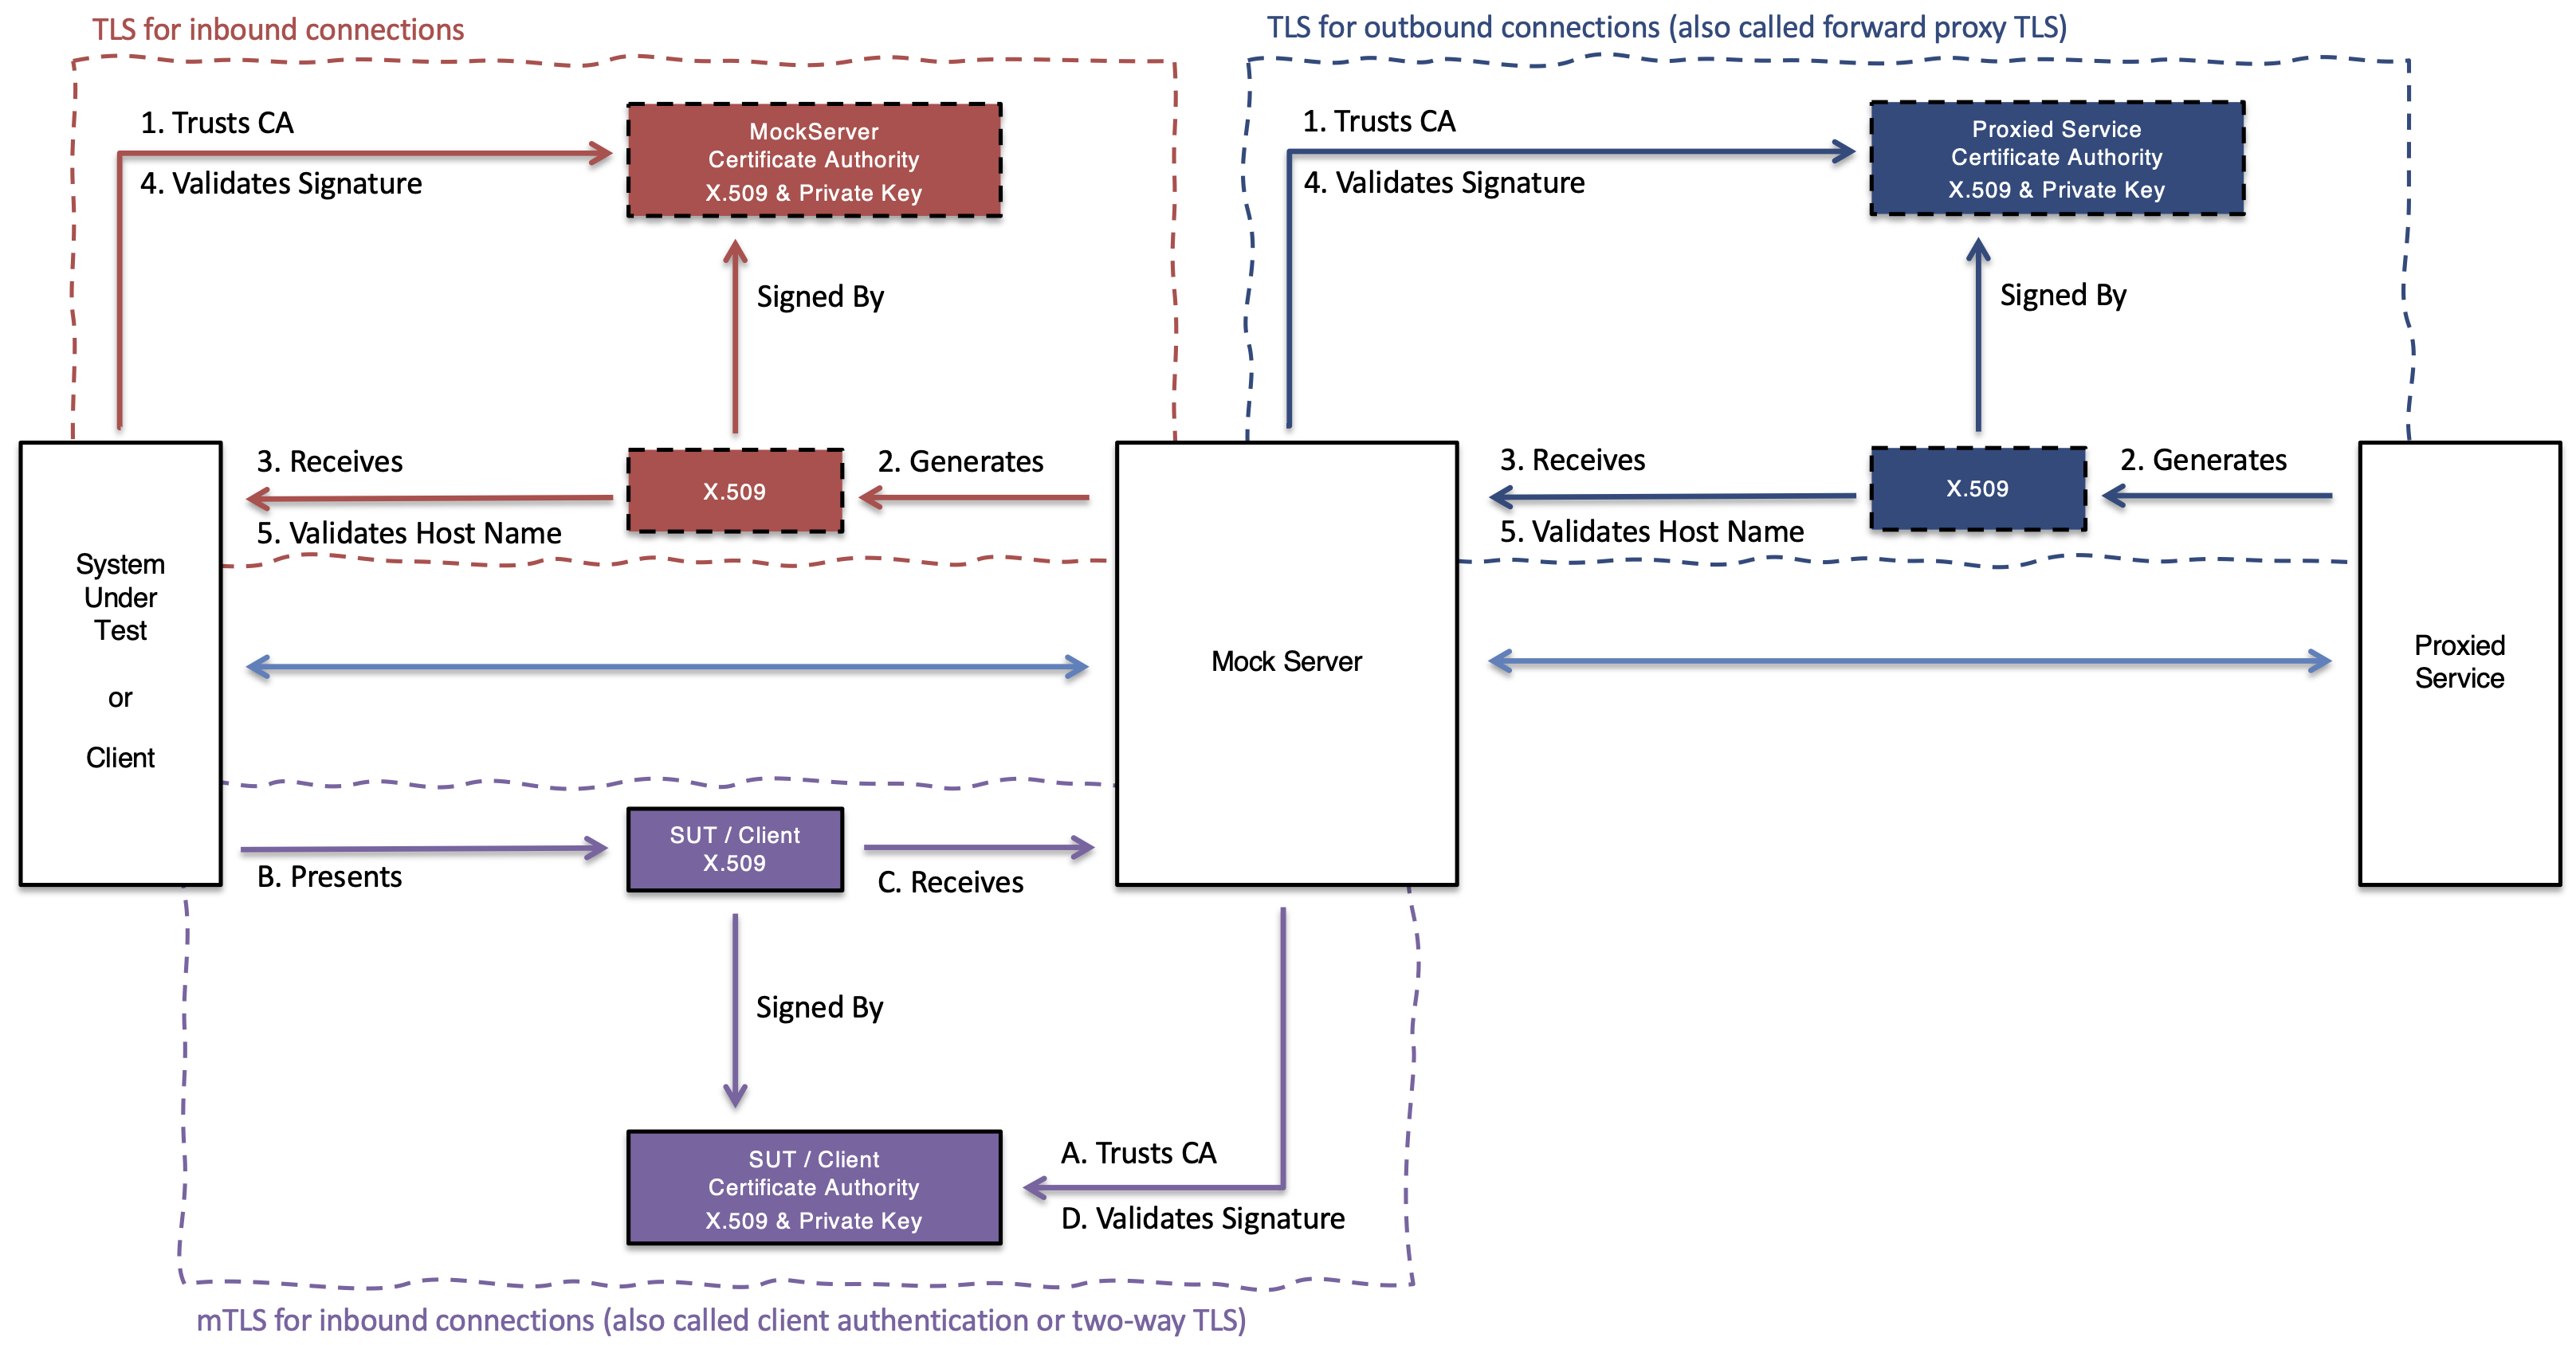 TLS for inbound connections
TLS for outbound connections (also called forward proxy TLS)
1. Trusts CA
4. Validates Signature
MockServer
Certificate Authority
X.509 & Private Key
Signed By
3. Receives
5. Validates Host Name
X.509
2. Generates
1. Trusts CA
4. Validates Signature
Proxied Service
Certificate Authority
X.509 & Private Key
Signed By
3. Receives
5. Validates Host Name
X.509
2. Generates
System
Under
Test
or
Client
Mock Server
Proxied
Service
B. Presents
SUT / Client
X.509
C. Receives
Signed By
SUT / Client
Certificate Authority
X.509 & Private Key
A. Trusts CA
D. Validates Signature
mTLS for inbound connections (also called client authentication or two-way TLS)